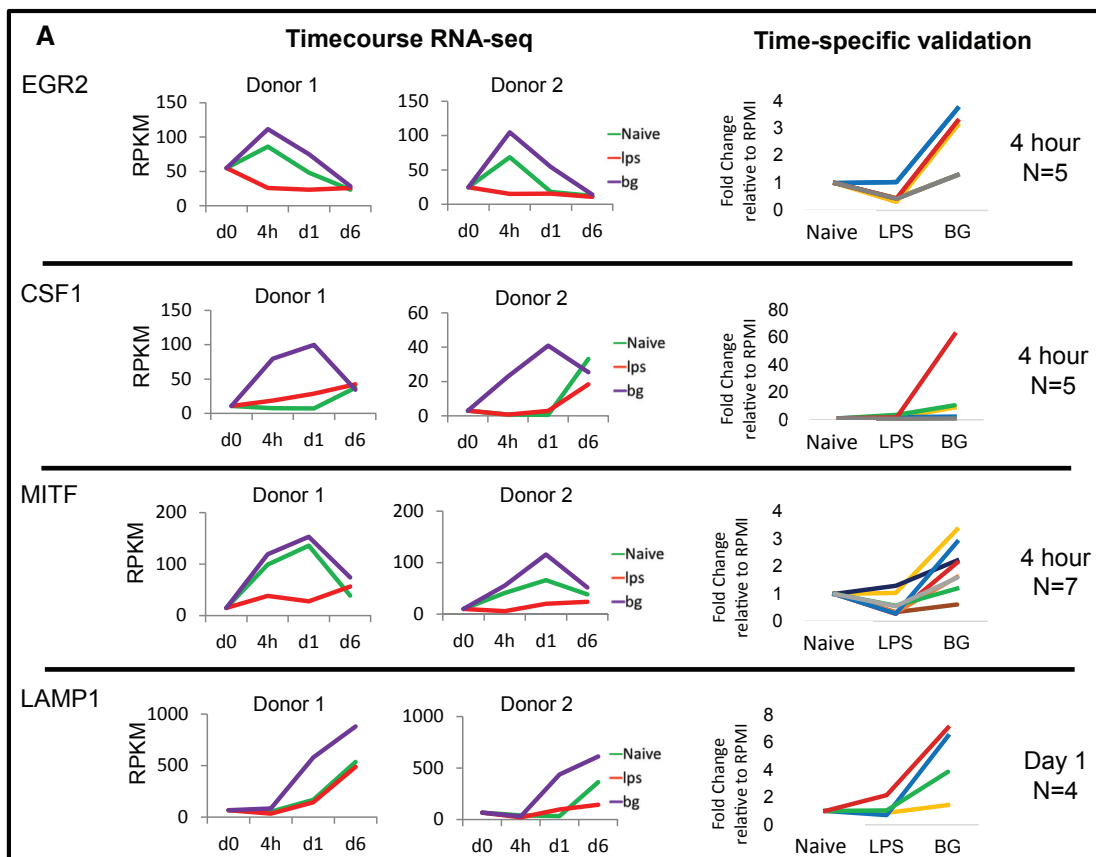 A
Timecourse RNA-seq
Time-specific validation
EGR2
Donor 1
Donor 2
RPKM
150
100
50
0
d0 4h d1 d6
150
100
50
0
d0 4h d1 d6
Naive
lps
bg
Fold Change
relative to RPMI
4
3
2
1
0
Naive LPS BG
4 hour
N=5
CSF1
Donor 1
Donor 2
RPKM
150
100
50
0
d0 4h d1 d6
60
40
20
0
d0 4h d1 d6
Naive
lps
bg
Fold Change
relative to RPMI
80
60
40
20
0
Naive LPS BG
4 hour
N=5
MITF
Donor 1
Donor 2
RPKM
200
100
0
d0 4h d1 d6
200
100
0
d0 4h d1 d6
Naive
lps
bg
Fold Change
relative to RPMI
4
3
2
1
0
Naive LPS BG
4 hour
N=7
LAMP1
Donor 1
Donor 2
RPKM
1000
500
0
d0 4h d1 d6
1000
500
0
d0 4h d1 d6
Naive
lps
bg
Fold Change
relative to RPMI
8
6
4
2
0
Naive LPS BG
Day 1
N=4